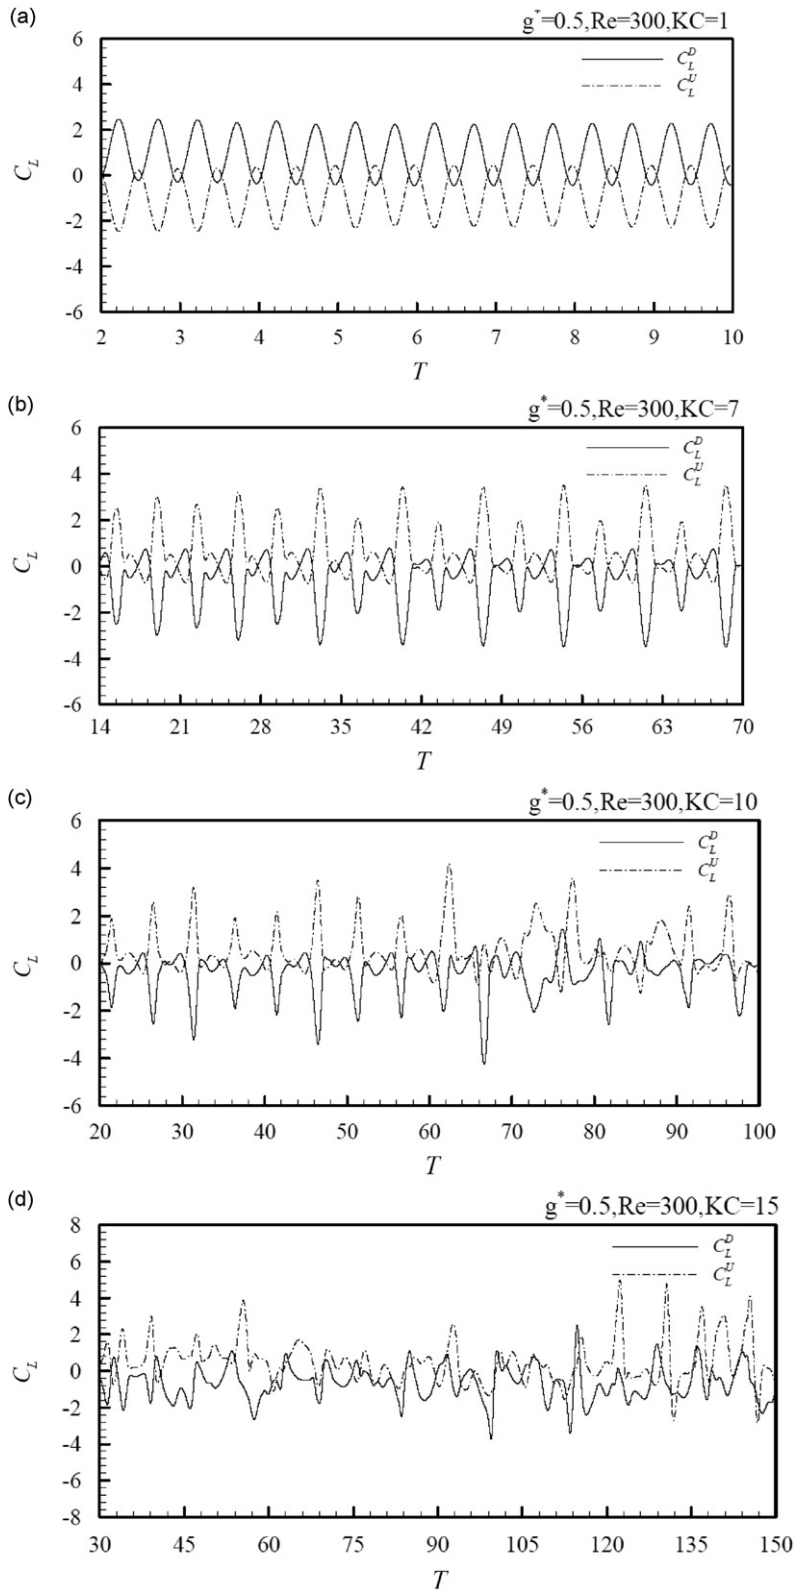 (a)
g*=0.5,Re=300,KC=1
6
4
2
0
-2
-4
-6
C_L
C_L^D
C_L^U
2 3 4 5 6 7 8 9 10
T
(b)
g*=0.5,Re=300,KC=7
6
4
2
0
-2
-4
-6
C_L
C_L^D
C_L^U
14 21 28 35 42 49 56 63 70
T
(c)
g*=0.5,Re=300,KC=10
6
4
2
0
-2
-4
-6
C_L
C_L^D
C_L^U
20 30 40 50 60 70 80 90 100
T
(d)
g*=0.5,Re=300,KC=15
8
6
4
2
0
-2
-4
-6
-8
C_L
C_L^D
C_L^U
30 45 60 75 90 105 120 135 150
T